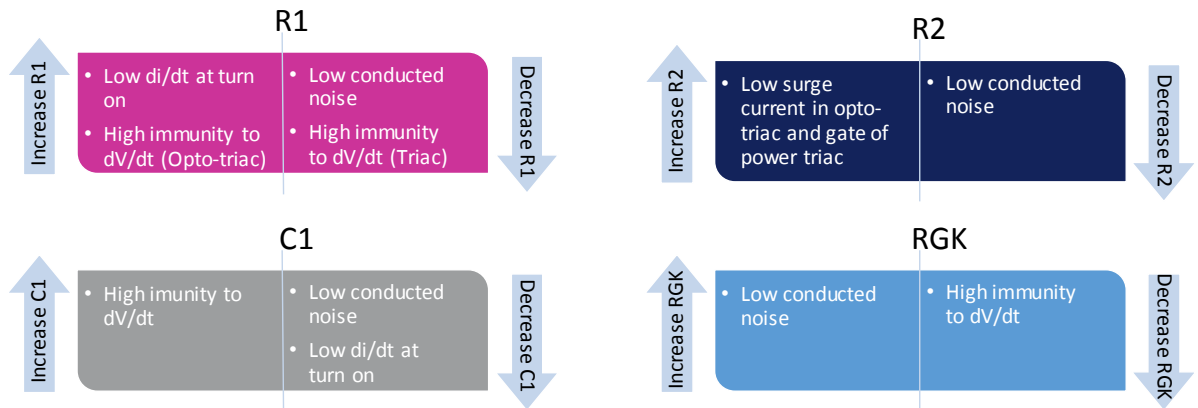 R1
Increase R1
• Low di/dt at turn
on
• High immunity to
dV/dt (Opto-triac)
• Low conducted
noise
• High immunity
to dV/dt (Triac)
Decrease R1
R2
Increase R2
• Low surge
current in opto-
triac and gate of
power triac
• Low conducted
noise
Decrease R2
C1
Increase C1
• High imunity to
dV/dt
• Low conducted
noise
• Low di/dt at
turn on
Decrease C1
RGK
Increase RGK
• Low conducted
noise
• High immunity
to dV/dt
Decrease RGK